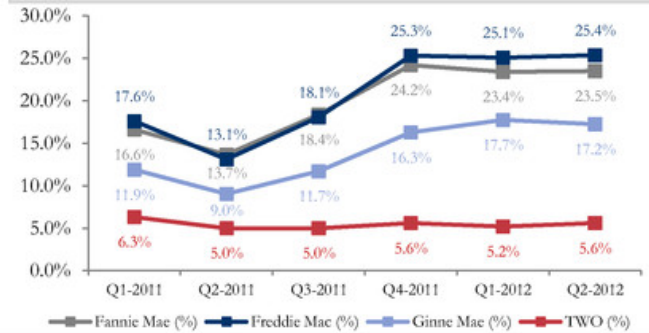 30.0%
25.0%
20.0%
15.0%
10.0%
5.0%
0.0%
17.6% 13.1% 18.1% 25.3% 25.1% 25.4%
16.6% 13.7% 18.4% 24.2% 23.4% 23.5%
11.9% 9.0% 11.7% 16.3% 17.7% 17.2%
6.3% 5.0% 5.0% 5.6% 5.2% 5.6%
Q1-2011 Q2-2011 Q3-2011 Q4-2011 Q1-2012 Q2-2012
Fannie Mae (%) Freddie Mac (%) Ginne Mae (%) TWO (%)